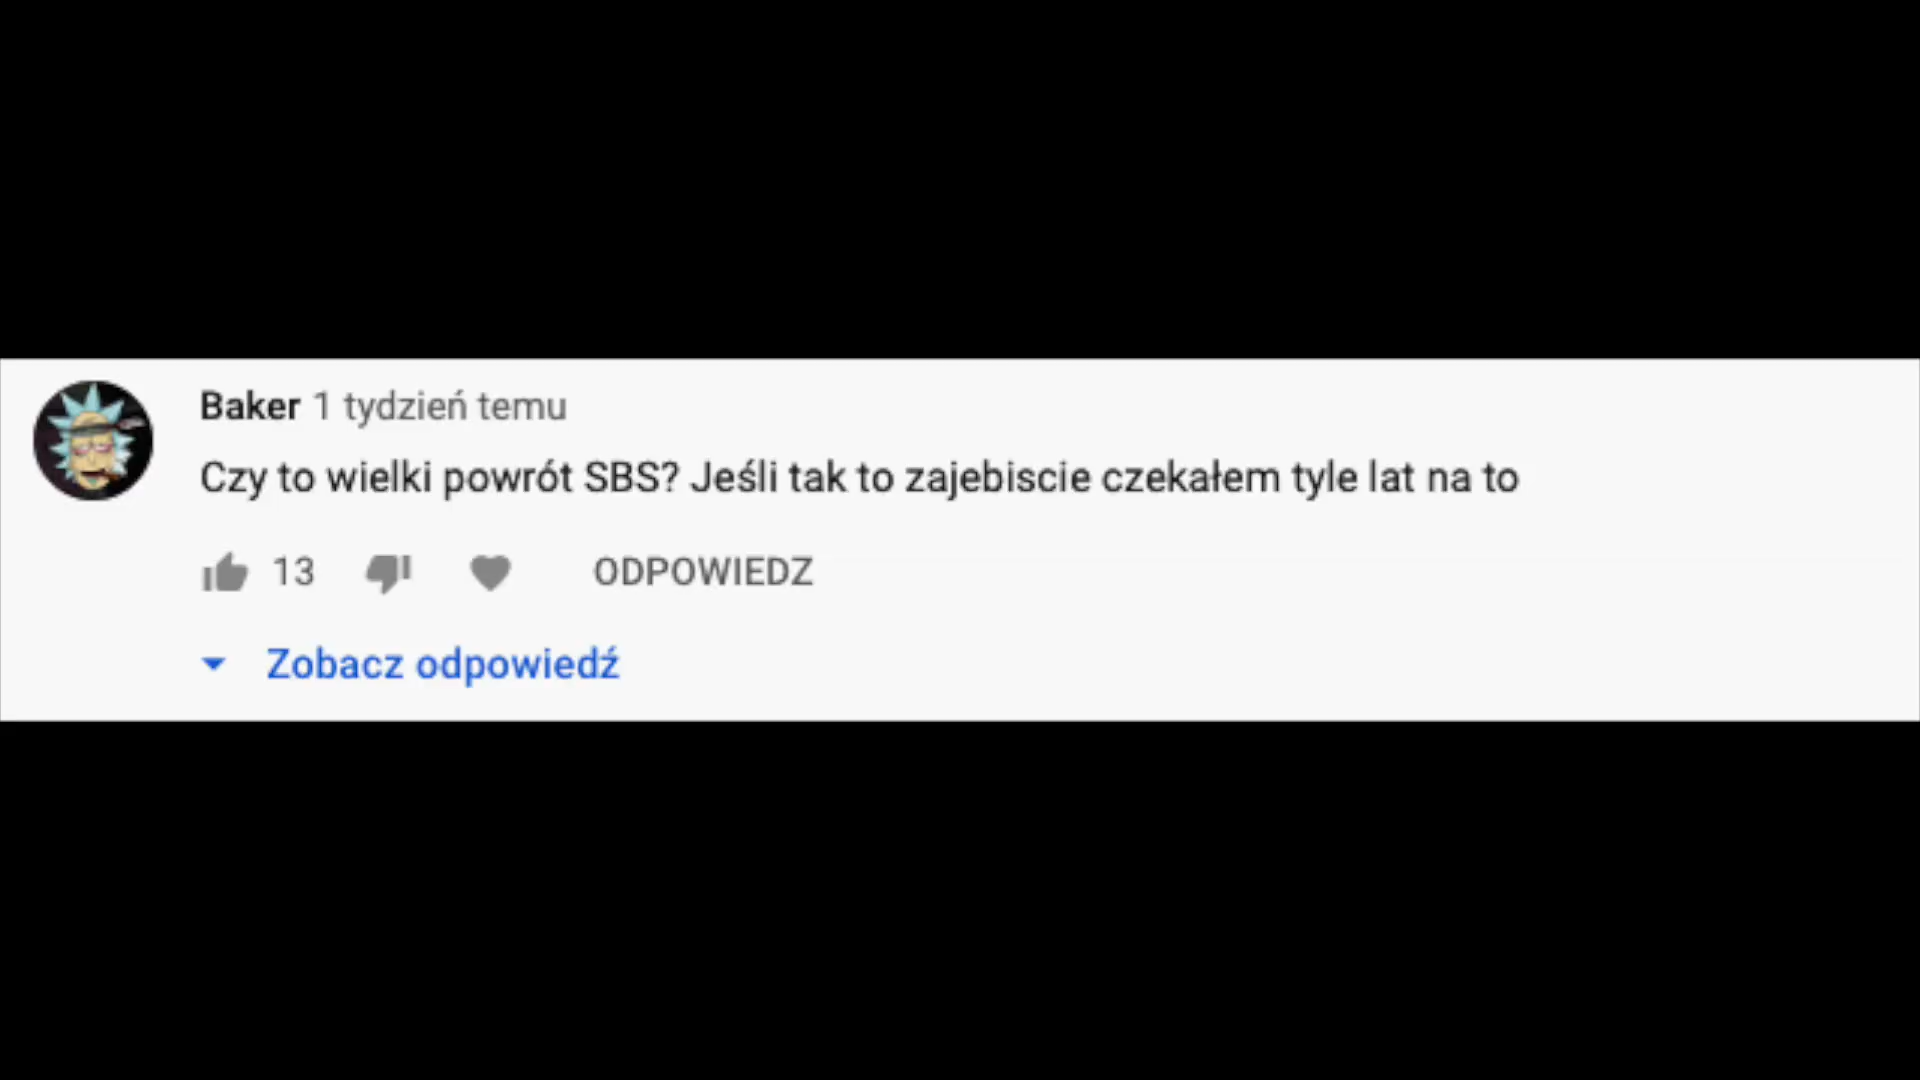 Baker 1 tydzień temu
Czy to wielki powrót SBS? Jeśli tak to zajebiscie czekałem tyle lat na to
13 ODPOWIEDZ
Zobacz odpowiedź